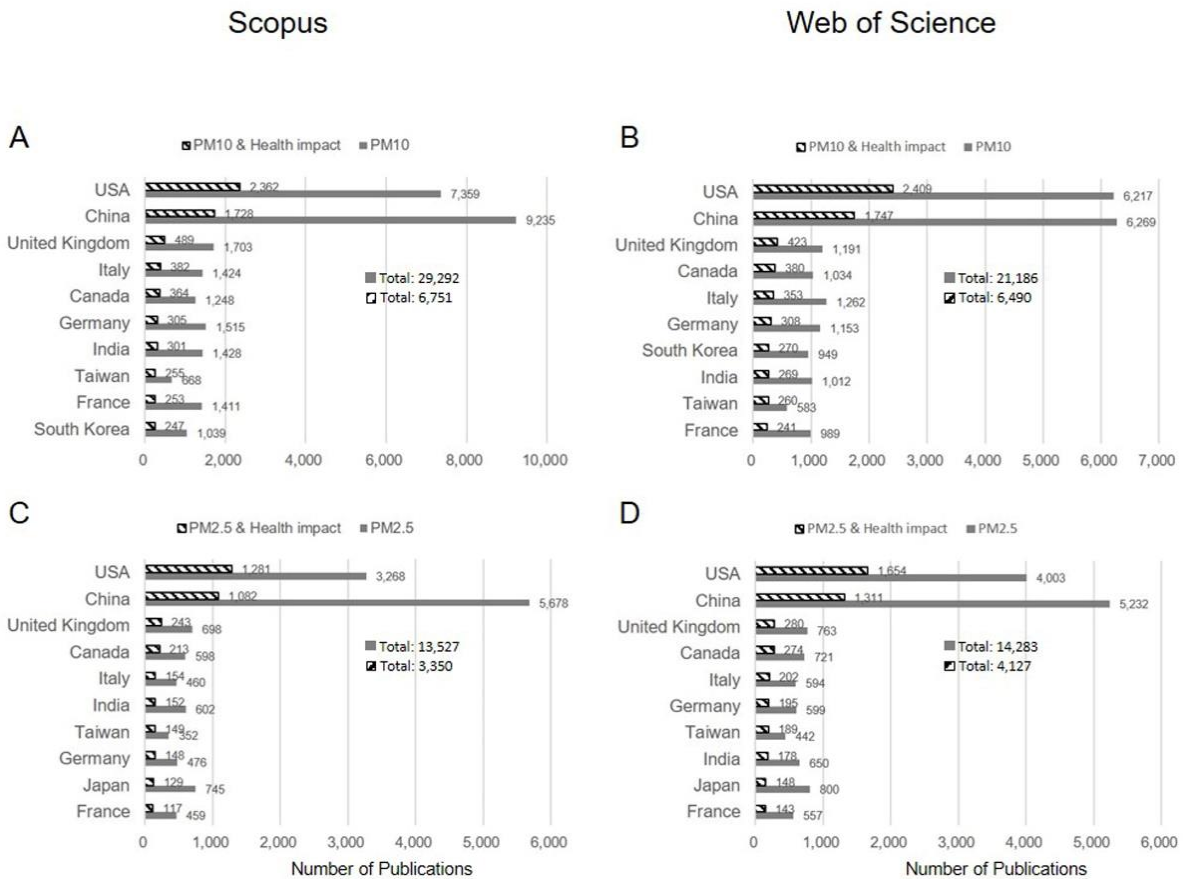 Scopus
Web of Science
A
PM10 & Health impact PM10
USA 2,362 7,359
China 1,728 9,235
United Kingdom 489 1,703
Italy 382 1,424
Canada 364 1,248
Germany 305 1,515
India 301 1,428
Taiwan 255 668
France 253 1,411
South Korea 247 1,039
Total: 29,292
Total: 6,751
0 2,000 4,000 6,000 8,000 10,000
B
PM10 & Health impact PM10
USA 2,409 6,217
China 1,747 6,269
United Kingdom 423 1,191
Canada 380 1,034
Italy 353 1,262
Germany 308 1,153
South Korea 270 949
India 269 1,012
Taiwan 260 583
France 241 989
Total: 21,186
Total: 6,490
0 1,000 2,000 3,000 4,000 5,000 6,000 7,000
C
PM2.5 & Health impact PM2.5
USA 1,281 3,268
China 1,082 5,678
United Kingdom 243 698
Canada 213 598
Italy 154 460
India 152 602
Taiwan 149 352
Germany 148 476
Japan 129 745
France 117 459
Total: 13,527
Total: 3,350
0 1,000 2,000 3,000 4,000 5,000 6,000
Number of Publications
D
PM2.5 & Health impact PM2.5
USA 1,654 4,003
China 1,311 5,232
United Kingdom 280 763
Canada 274 721
Italy 202 594
Germany 195 599
Taiwan 189 442
India 178 650
Japan 148 800
France 143 557
Total: 14,283
Total: 4,127
0 1,000 2,000 3,000 4,000 5,000 6,000
Number of Publications